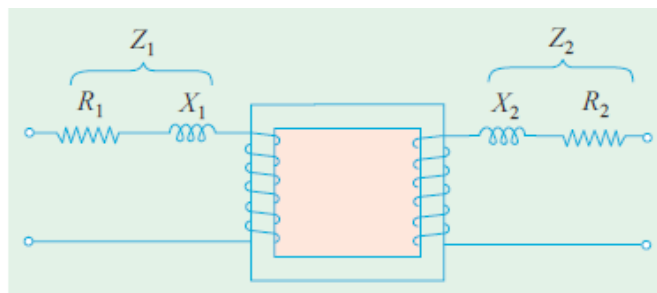 Z₁ Z₂
R₁ X₁ X₂ R₂